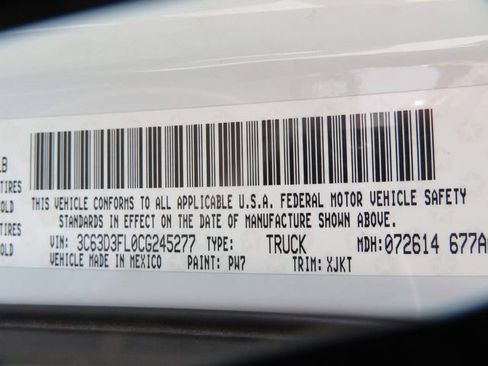 LB
TIRES
OLD
TIRES
OLD
THIS VEHICLE CONFORMS TO ALL APPLICABLE U.S.A. FEDERAL MOTOR VEHICLE SAFETY
STANDARDS IN EFFECT ON THE DATE OF MANUFACTURE SHOWN ABOVE.
VIN: 3C63D3FL0CG245277 TYPE: TRUCK MDH: 072614 677A
VEHICLE MADE IN MEXICO PAINT: PW7 TRIM: XJKT